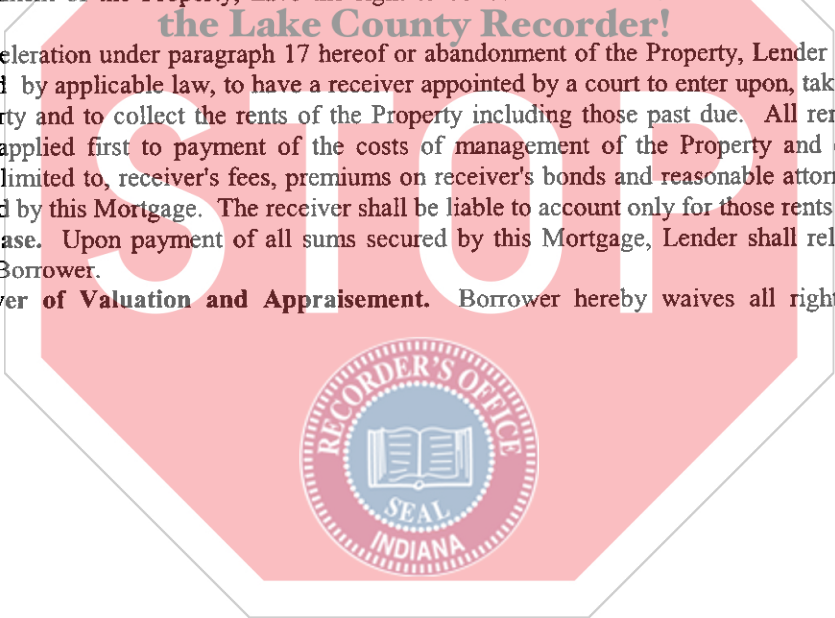 the Lake County Recorder!
eleration under paragraph 17 hereof or abandonment of the Property, Lender
by applicable law, to have a receiver appointed by a court to enter upon, tak
rty and to collect the rents of the Property including those past due. All ren
applied first to payment of the costs of management of the Property and
limited to, receiver's fees, premiums on receiver's bonds and reasonable attorn
d by this Mortgage. The receiver shall be liable to account only for those rents
ase. Upon payment of all sums secured by this Mortgage, Lender shall rel
Borrower.
ver of Valuation and Appraisement. Borrower hereby waives all right
STOP
RECORDER'S OFFICE
SEAL
INDIANA